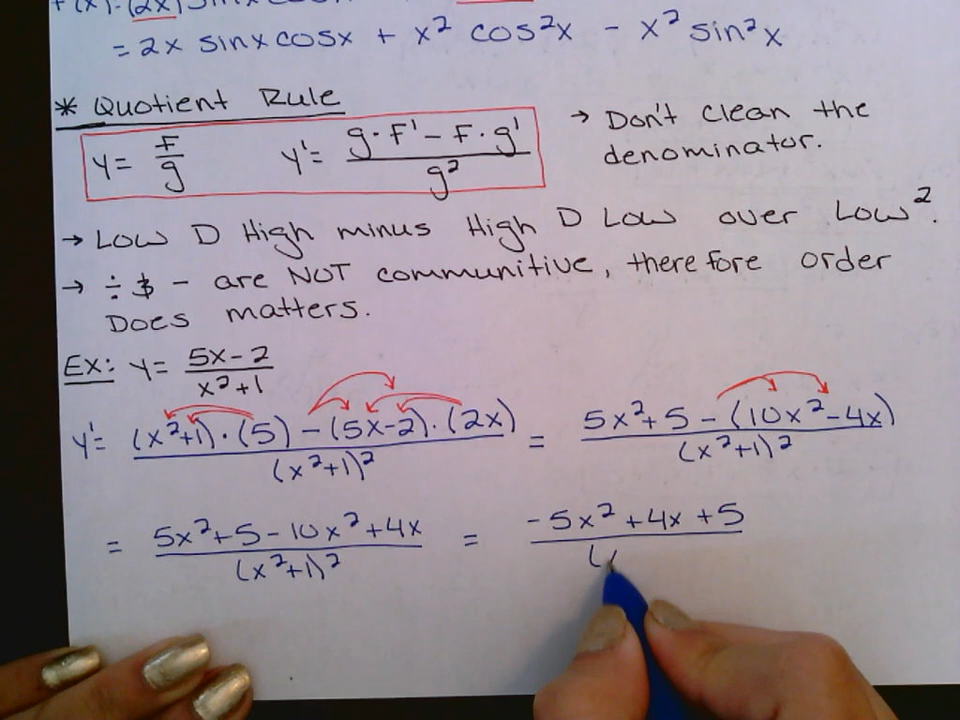 + (x)·(2x) sinx
= 2x sinx cosx + x² cos²x - x² sin²x
* Quotient Rule
y = F/g    y' = (g·F' - F·g')/g²
→ Don't clean the denominator.
→ Low D High minus High D Low over Low².
→ ÷ $ - are NOT communitive, therefore order
Does matters.
Ex: y = (5x-2)/(x²+1)
y' = ((x²+1)·(5) - (5x-2)·(2x))/(x²+1)² = (5x²+5-(10x²-4x))/(x²+1)²
= (5x²+5-10x²+4x)/(x²+1)² = (-5x²+4x+5)/(